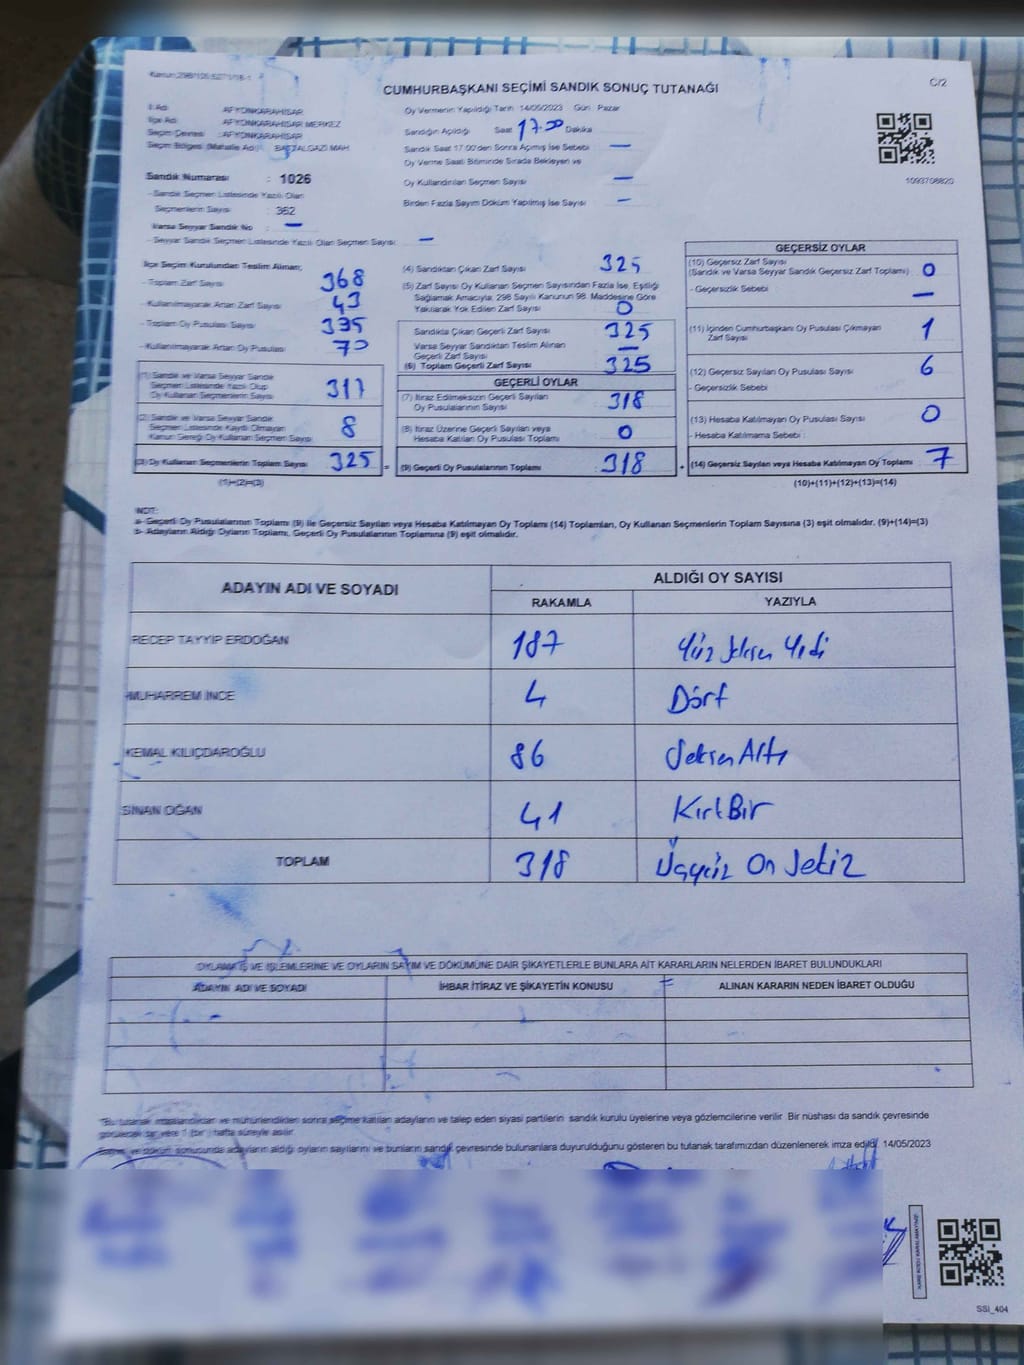 CUMHURBAŞKANI SEÇİMİ SANDIK SONUÇ TUTANAĞI
C/2
İl Adı : AFYONKARAHİSAR
İlçe Adı : AFYONKARAHİSAR MERKEZ
Seçim Çevresi : AFYONKARAHİSAR
Seçim Bölgesi (Mahalle Adı) : BATTALGAZİ MAH
Sandık Numarası : 1026
- Sandık Seçmen Listesinde Yazılı Olan
Seçmenlerin Sayısı : 362
Varsa Seyyar Sandık No —
- Seyyar Sandık Seçmen Listesinde Yazılı Olan Seçmen Sayısı —
Oy Vermenin Yapıldığı Tarih 14/05/2023 Gün: Pazar
Sandığın Açıldığı Saat 17.00 Dakika
Sandık Saat 17.00'den Sonra Açılmış İse Sebebi —
Oy Verme Saati Bitiminde Sırada Bekleyen ve
Oy Kullandırılan Seçmen Sayısı —
Birden Fazla Sayım Döküm Yapılmış İse Sayısı —
1093708820
İlçe Seçim Kurulundan Teslim Alınan;
- Toplam Zarf Sayısı 368
- Kullanılmayarak Artan Zarf Sayısı 43
- Toplam Oy Pusulası Sayısı 395
- Kullanılmayarak Artan Oy Pusulası 70
(1) Sandık ve Varsa Seyyar Sandık
Seçmen Listesinde Yazılı Olup
Oy Kullanan Seçmenlerin Sayısı 317
(2) Sandık ve Varsa Seyyar Sandık
Seçmen Listesinde Kayıtlı Olmayan
Kanun Gereği Oy Kullanan Seçmen Sayısı 8
(3) Oy Kullanan Seçmenlerin Toplam Sayısı 325 =
(1)+(2)=(3)
(4) Sandıktan Çıkan Zarf Sayısı 325
(5) Zarf Sayısı Oy Kullanan Seçmen Sayısından Fazla İse, Eşitliği
Sağlamak Amacıyla; 298 Sayılı Kanunun 98. Maddesine Göre
Yakılarak Yok Edilen Zarf Sayısı 0
Sandıkta Çıkan Geçerli Zarf Sayısı 325
Varsa Seyyar Sandıktan Teslim Alınan
Geçerli Zarf Sayısı —
(6) Toplam Geçerli Zarf Sayısı 325
GEÇERLİ OYLAR
(7) İtiraz Edilmeksizin Geçerli Sayılan
Oy Pusulalarının Sayısı 318
(8) İtiraz Üzerine Geçerli Sayılan veya
Hesaba Katılan Oy Pusulası Toplamı 0
(9) Geçerli Oy Pusulalarının Toplamı 318 +
GEÇERSİZ OYLAR
(10) Geçersiz Zarf Sayısı
(Sandık ve Varsa Seyyar Sandık Geçersiz Zarf Toplamı) 0
- Geçersizlik Sebebi —
(11) İçinden Cumhurbaşkanı Oy Pusulası Çıkmayan
Zarf Sayısı 1
(12) Geçersiz Sayılan Oy Pusulası Sayısı 6
- Geçersizlik Sebebi
(13) Hesaba Katılmayan Oy Pusulası Sayısı 0
- Hesaba Katılmama Sebebi :
(14) Geçersiz Sayılan veya Hesaba Katılmayan Oy Toplamı 7
(10)+(11)+(12)+(13)=(14)
NOT:
a- Geçerli Oy Pusulalarının Toplamı (9) ile Geçersiz Sayılan veya Hesaba Katılmayan Oy Toplamı (14) Toplamları, Oy Kullanan Seçmenlerin Toplam Sayısına (3) eşit olmalıdır. (9)+(14)=(3)
b- Adayların Aldığı Oyların Toplamı, Geçerli Oy Pusulalarının Toplamına (9) eşit olmalıdır.
ADAYIN ADI VE SOYADI ALDIĞI OY SAYISI
RAKAMLA YAZIYLA
RECEP TAYYİP ERDOĞAN 187 Yüz seksen Yedi
MUHARREM İNCE 4 Dört
KEMAL KILIÇDAROĞLU 86 Seksen Altı
SİNAN OĞAN 41 Kırk Bir
TOPLAM 318 Üçyüz On Sekiz
OYLAMA İŞ VE İŞLEMLERİNE VE OYLARIN SAYIM VE DÖKÜMÜNE DAİR ŞİKAYETLERLE BUNLARA AİT KARARLARIN NELERDEN İBARET BULUNDUKLARI
ADAYIN ADI VE SOYADI İHBAR İTİRAZ VE ŞİKAYETİN KONUSU ALINAN KARARIN NEDEN İBARET OLDUĞU
"Bu tutanak imzalandıktan ve mühürlendikten sonra seçime katılan adayların ve talep eden siyasi partilerin sandık kurulu üyelerine veya gözlemcilerine verilir. Bir nüshası da sandık çevresinde
görülecek bir yere 1 (bir) hafta süreyle asılır.
Sayım ve döküm sonucunda adayların aldığı oyların sayılarını ve bunların sandık çevresinde bulunanlara duyurulduğunu gösteren bu tutanak tarafımızdan düzenlenerek imza edildi. 14/05/2023
SSİ_404